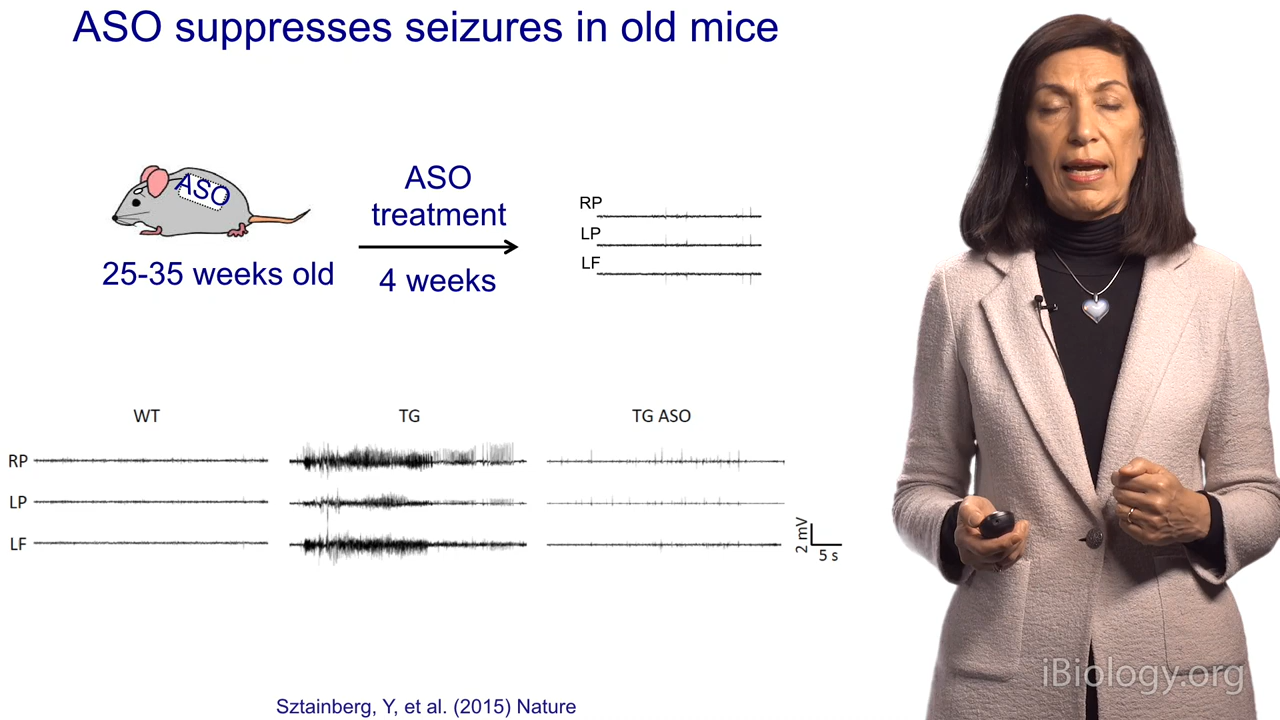 ASO suppresses seizures in old mice
ASO
25-35 weeks old
ASO
treatment
4 weeks
RP
LP
LF
WT
TG
TG ASO
RP
LP
LF
2 mV
5 s
Sztainberg, Y, et al. (2015) Nature
iBiology.org